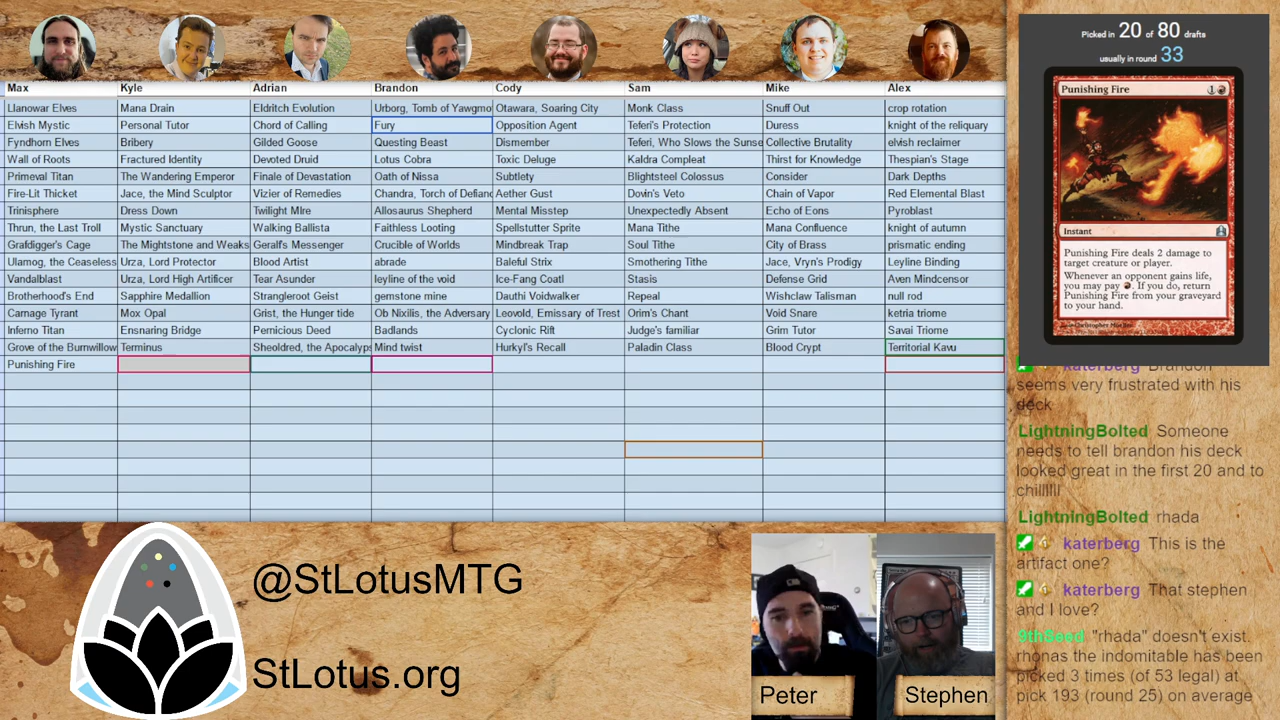 Max Kyle Adrian Brandon Cody Sam Mike Alex
Llanowar Elves Mana Drain Eldritch Evolution Urborg, Tomb of Yawgmo Otawara, Soaring City Monk Class Snuff Out crop rotation
Elvish Mystic Personal Tutor Chord of Calling Fury Opposition Agent Teferi's Protection Duress knight of the reliquary
Fyndhorn Elves Bribery Gilded Goose Questing Beast Dismember Teferi, Who Slows the Sunse Collective Brutality elvish reclaimer
Wall of Roots Fractured Identity Devoted Druid Lotus Cobra Toxic Deluge Kaldra Compleat Thirst for Knowledge Thespian's Stage
Primeval Titan The Wandering Emperor Finale of Devastation Oath of Nissa Subtlety Blightsteel Colossus Consider Dark Depths
Fire-Lit Thicket Jace, the Mind Sculptor Vizier of Remedies Chandra, Torch of Defianc Aether Gust Dovin's Veto Chain of Vapor Red Elemental Blast
Trinisphere Dress Down Twilight MIre Allosaurus Shepherd Mental Misstep Unexpectedly Absent Echo of Eons Pyroblast
Thrun, the Last Troll Mystic Sanctuary Walking Ballista Faithless Looting Spellstutter Sprite Mana Tithe Mana Confluence knight of autumn
Grafdigger's Cage The Mightstone and Weaks Geralf's Messenger Crucible of Worlds Mindbreak Trap Soul Tithe City of Brass prismatic ending
Ulamog, the Ceaseless Urza, Lord Protector Blood Artist abrade Baleful Strix Smothering Tithe Jace, Vryn's Prodigy Leyline Binding
Vandalblast Urza, Lord High Artificer Tear Asunder leyline of the void Ice-Fang Coatl Stasis Defense Grid Aven Mindcensor
Brotherhood's End Sapphire Medallion Strangleroot Geist gemstone mine Dauthi Voidwalker Repeal Wishclaw Talisman null rod
Carnage Tyrant Mox Opal Grist, the Hunger tide Ob Nixilis, the Adversary Leovold, Emissary of Trest Orim's Chant Void Snare ketria triome
Inferno Titan Ensnaring Bridge Pernicious Deed Badlands Cyclonic Rift Judge's familiar Grim Tutor Savai Triome
Grove of the Burnwillow Terminus Sheoldred, the Apocalyps Mind twist Hurkyl's Recall Paladin Class Blood Crypt Territorial Kavu
Punishing Fire
Picked in 20 of 80 drafts
usually in round 33
Punishing Fire 1
Instant
Punishing Fire deals 2 damage to
target creature or player.
Whenever an opponent gains life,
you may pay . If you do, return
Punishing Fire from your graveyard
to your hand.
katerberg Brandon
seems very frustrated with his
deck
LightningBolted Someone
needs to tell brandon his deck
looked great in the first 20 and to
chillllll
LightningBolted rhada
katerberg This is the
artifact one?
katerberg That stephen
and I love?
9thSeed "rhada" doesn't exist.
rhonas the indomitable has been
picked 3 times (of 53 legal) at
pick 193 (round 25) on average
@StLotusMTG
StLotus.org
Peter Stephen